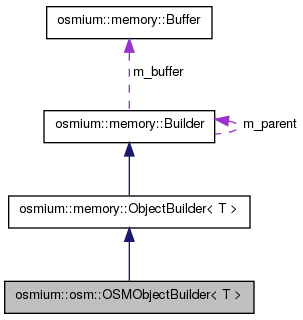 osmium::memory::Buffer
m_buffer
osmium::memory::Builder
m_parent
osmium::memory::ObjectBuilder< T >
osmium::osm::OSMObjectBuilder< T >